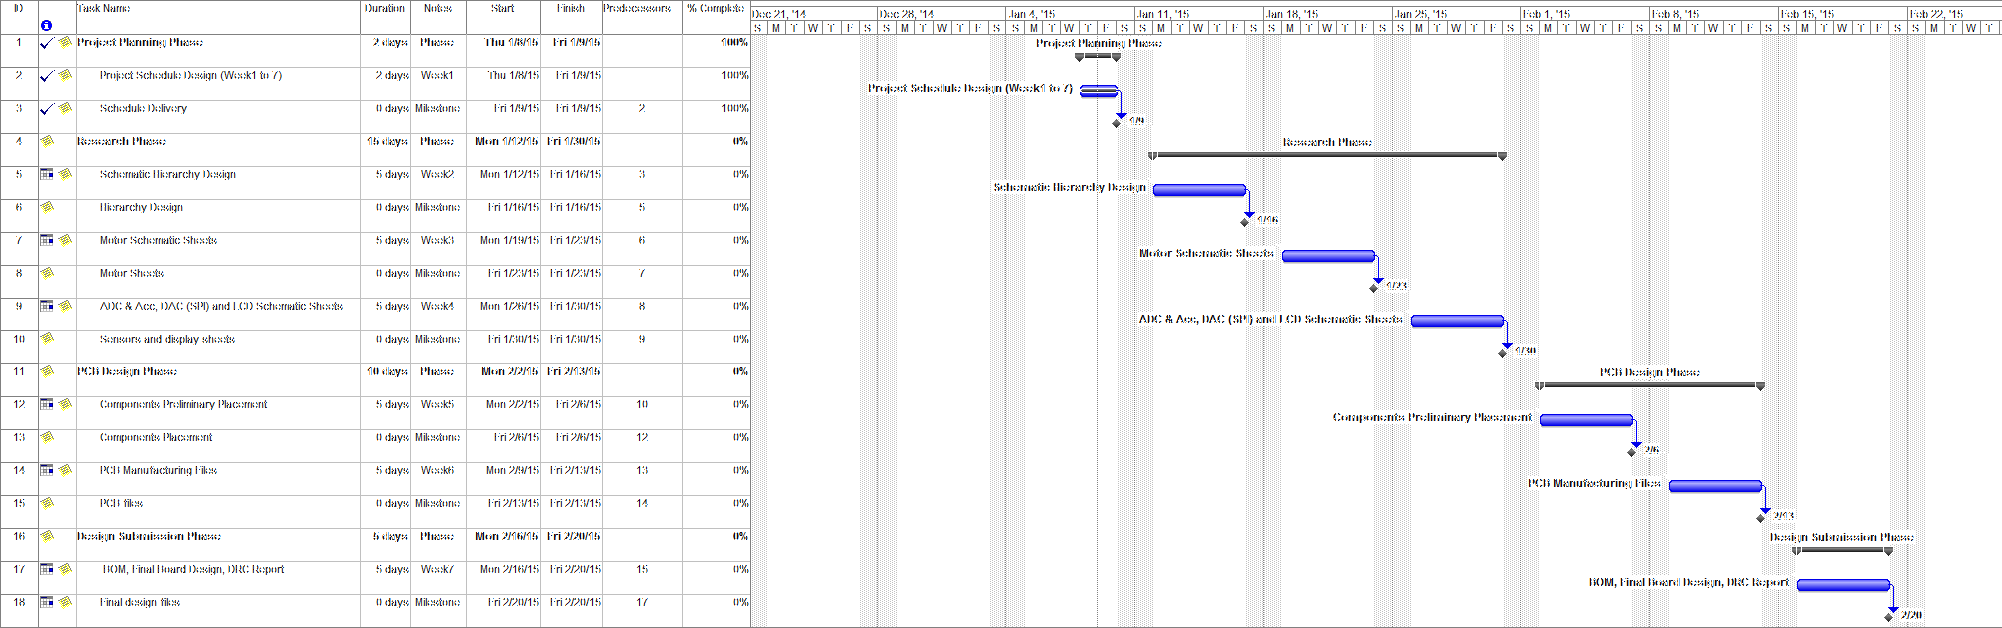 ID Task Name Duration Notes Start Finish Predecessors % Complete
Dec 21, '14 Dec 28, '14 Jan 4, '15 Jan 11, '15 Jan 18, '15 Jan 25, '15 Feb 1, '15 Feb 8, '15 Feb 15, '15 Feb 22, '15
S M T W T F S S M T W T F S S M T W T F S S M T W T F S S M T W T F S S M T W T F S S M T W T F S S M T W T F S S M T W T F S S M T W T
1 Project Planning Phase 2 days Phase Thu 1/8/15 Fri 1/9/15 100%
Project Planning Phase
2 Project Schedule Design (Week1 to 7) 2 days Week1 Thu 1/8/15 Fri 1/9/15 100%
Project Schedule Design (Week1 to 7)
3 Schedule Delivery 0 days Milestone Fri 1/9/15 Fri 1/9/15 2 100%
1/9
4 Research Phase 15 days Phase Mon 1/12/15 Fri 1/30/15 0%
Research Phase
5 Schematic Hierarchy Design 5 days Week2 Mon 1/12/15 Fri 1/16/15 3 0%
Schematic Hierarchy Design
6 Hierarchy Design 0 days Milestone Fri 1/16/15 Fri 1/16/15 5 0%
1/16
7 Motor Schematic Sheets 5 days Week3 Mon 1/19/15 Fri 1/23/15 6 0%
Motor Schematic Sheets
8 Motor Sheets 0 days Milestone Fri 1/23/15 Fri 1/23/15 7 0%
1/23
9 ADC & Acc, DAC (SPI) and LCD Schematic Sheets 5 days Week4 Mon 1/26/15 Fri 1/30/15 8 0%
ADC & Acc, DAC (SPI) and LCD Schematic Sheets
10 Sensors and display sheets 0 days Milestone Fri 1/30/15 Fri 1/30/15 9 0%
1/30
11 PCB Design Phase 10 days Phase Mon 2/2/15 Fri 2/13/15 0%
PCB Design Phase
12 Components Preliminary Placement 5 days Week5 Mon 2/2/15 Fri 2/6/15 10 0%
Components Preliminary Placement
13 Components Placement 0 days Milestone Fri 2/6/15 Fri 2/6/15 12 0%
2/6
14 PCB Manufacturing Files 5 days Week6 Mon 2/9/15 Fri 2/13/15 13 0%
PCB Manufacturing Files
15 PCB files 0 days Milestone Fri 2/13/15 Fri 2/13/15 14 0%
2/13
16 Design Submission Phase 5 days Phase Mon 2/16/15 Fri 2/20/15 0%
Design Submission Phase
17 BOM, Final Board Design, DRC Report 5 days Week7 Mon 2/16/15 Fri 2/20/15 15 0%
BOM, Final Board Design, DRC Report
18 Final design files 0 days Milestone Fri 2/20/15 Fri 2/20/15 17 0%
2/20